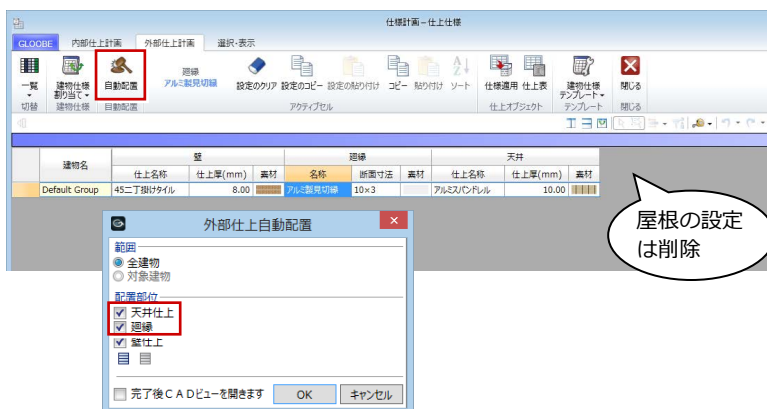 仕様計画-仕上仕様
GLOOBE 内部仕上計画 外部仕上計画 選択・表示
一覧 建物仕様割り当て 自動配置 廻縁 アルミ製見切縁 設定のクリア 設定のコピー 設定の貼り付け コピー 貼り付け ソート 仕様適用 仕上表 建物仕様テンプレート 閉じる
切替 建物仕様 自動配置 アクティブセル 仕上オブジェクト テンプレート 閉じる
建物名 壁 廻縁 天井
仕上名称 仕上厚(mm) 素材 名称 断面寸法 素材 仕上名称 仕上厚(mm) 素材
Default Group 45二丁掛けタイル 8.00 アルミ製見切縁 10×3 アルミスパンドレル 10.00
屋根の設定
は削除
外部仕上自動配置
範囲
全建物
対象建物
配置部位
天井仕上
廻縁
壁仕上
完了後CADビューを開きます OK キャンセル